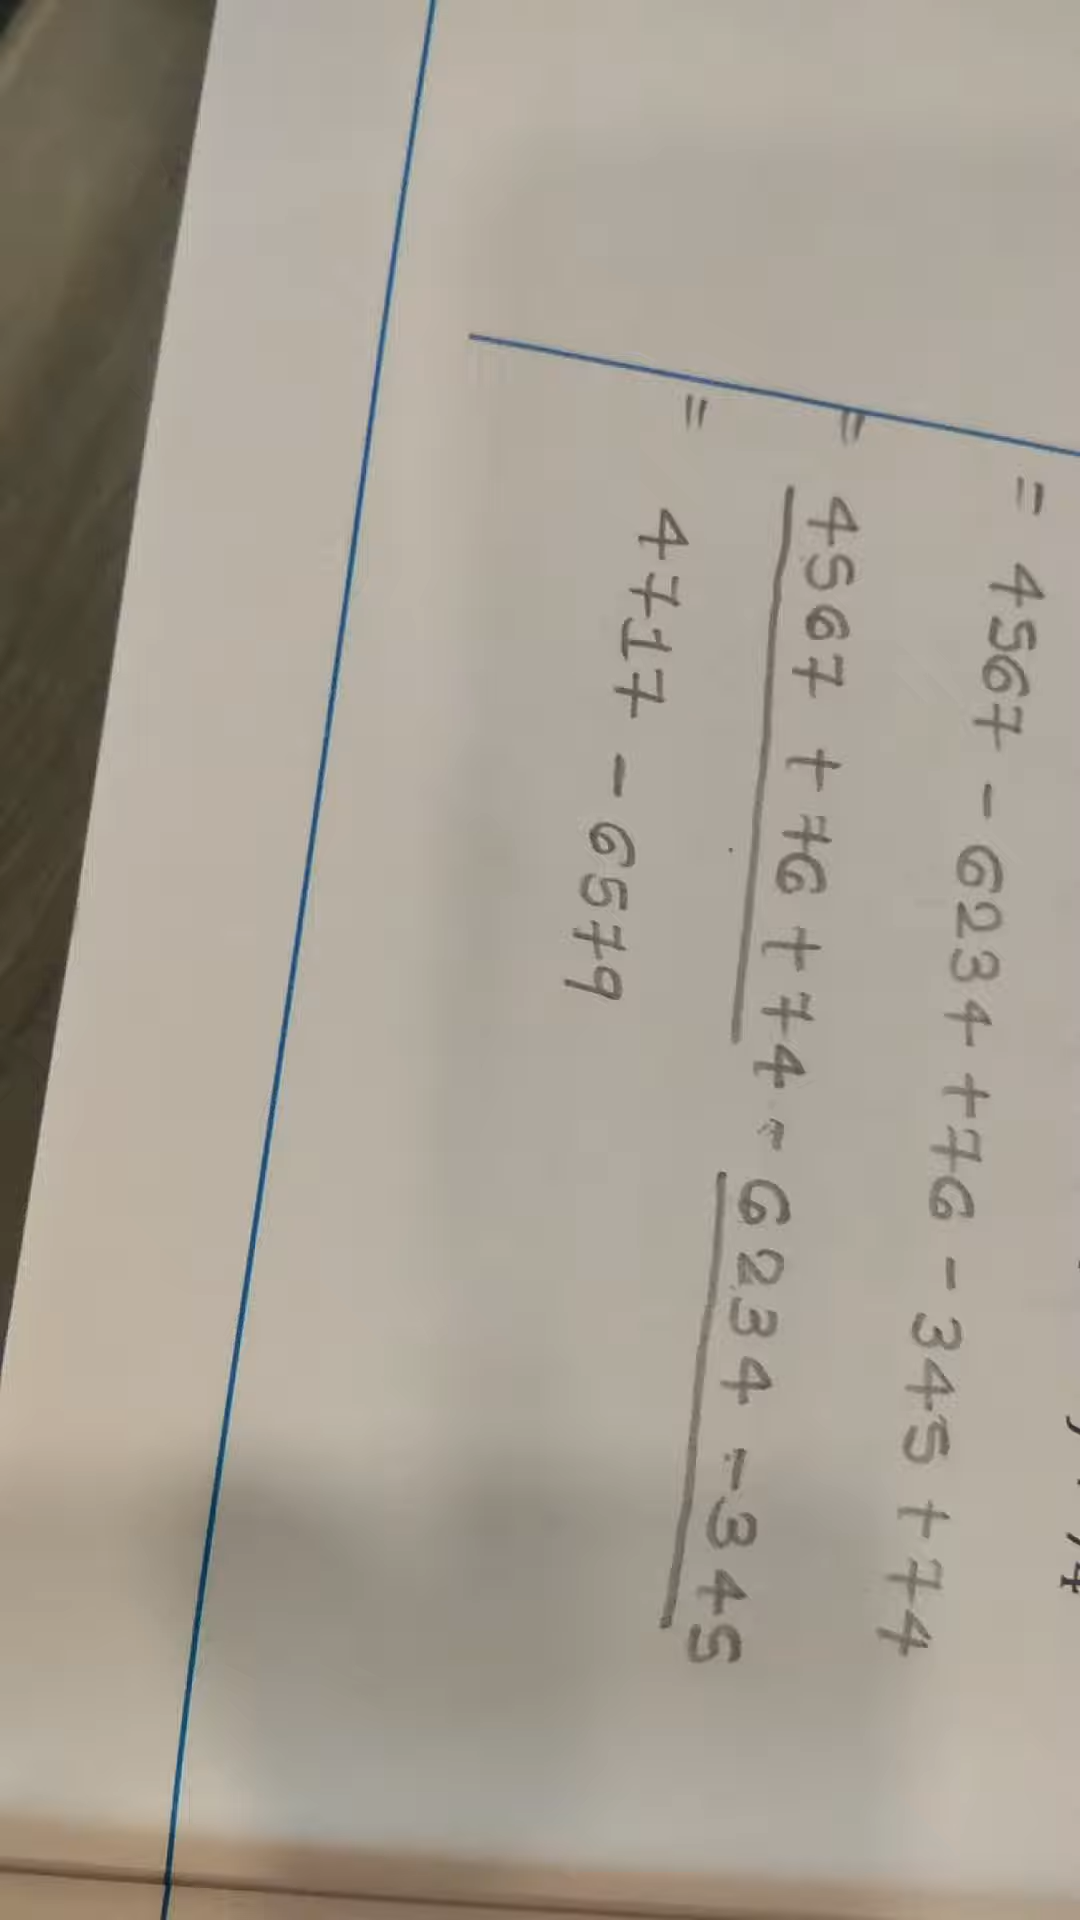 = 4567 - 6234 + 76 - 345 + 74
= 4567 + 76 + 74 - 6234 - 345
= 4717 - 6579